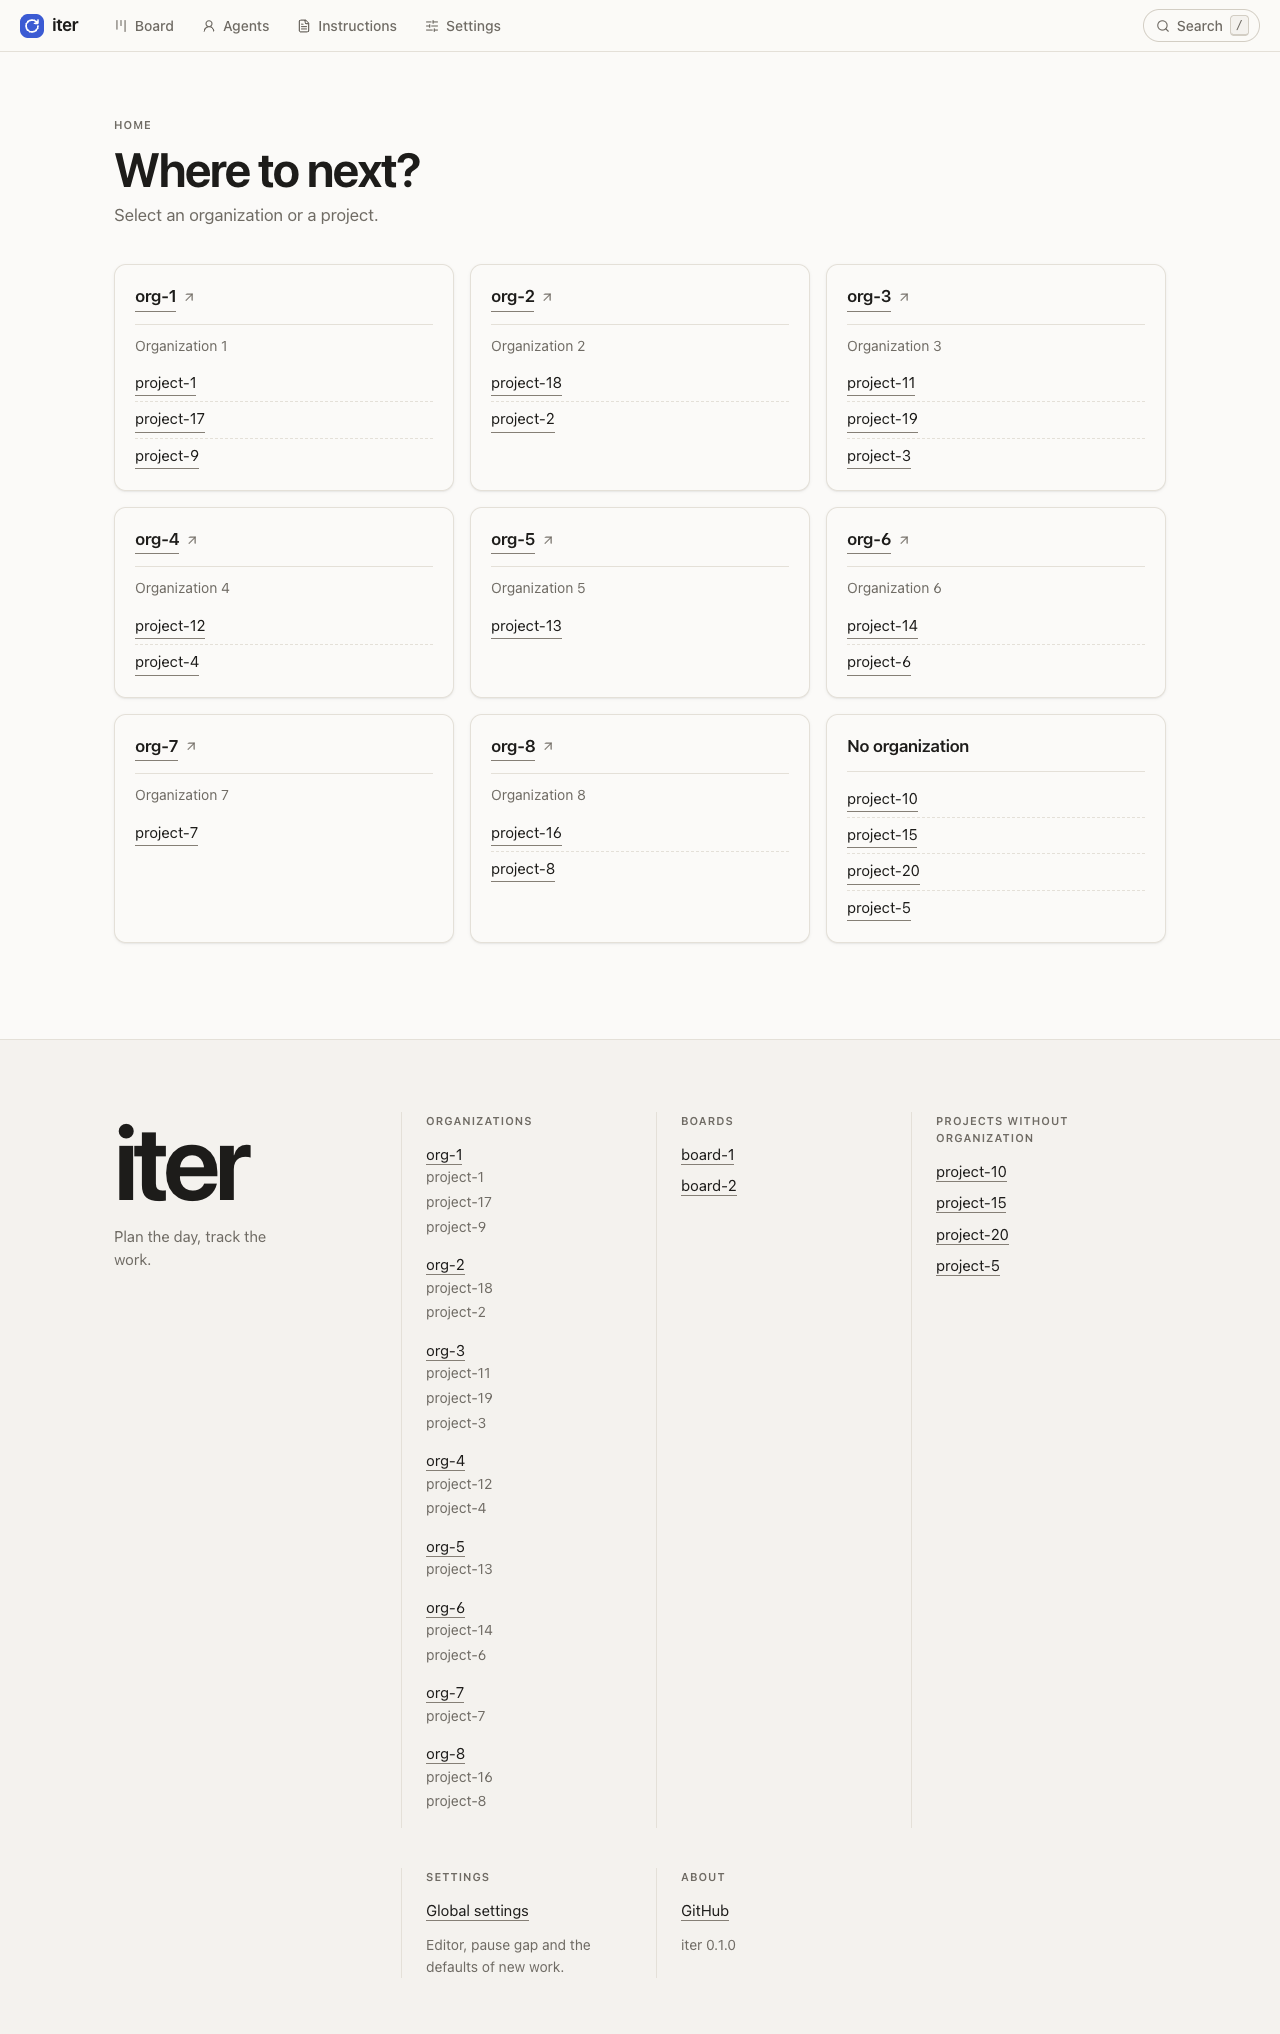 iter
Board
Agents
Instructions
Settings
Search /
HOME
Where to next?
Select an organization or a project.
org-1
Organization 1
project-1
project-17
project-9
org-2
Organization 2
project-18
project-2
org-3
Organization 3
project-11
project-19
project-3
org-4
Organization 4
project-12
project-4
org-5
Organization 5
project-13
org-6
Organization 6
project-14
project-6
org-7
Organization 7
project-7
org-8
Organization 8
project-16
project-8
No organization
project-10
project-15
project-20
project-5
iter
Plan the day, track the
work.
ORGANIZATIONS
org-1
project-1
project-17
project-9
org-2
project-18
project-2
org-3
project-11
project-19
project-3
org-4
project-12
project-4
org-5
project-13
org-6
project-14
project-6
org-7
project-7
org-8
project-16
project-8
BOARDS
board-1
board-2
PROJECTS WITHOUT
ORGANIZATION
project-10
project-15
project-20
project-5
SETTINGS
Global settings
Editor, pause gap and the
defaults of new work.
ABOUT
GitHub
iter 0.1.0